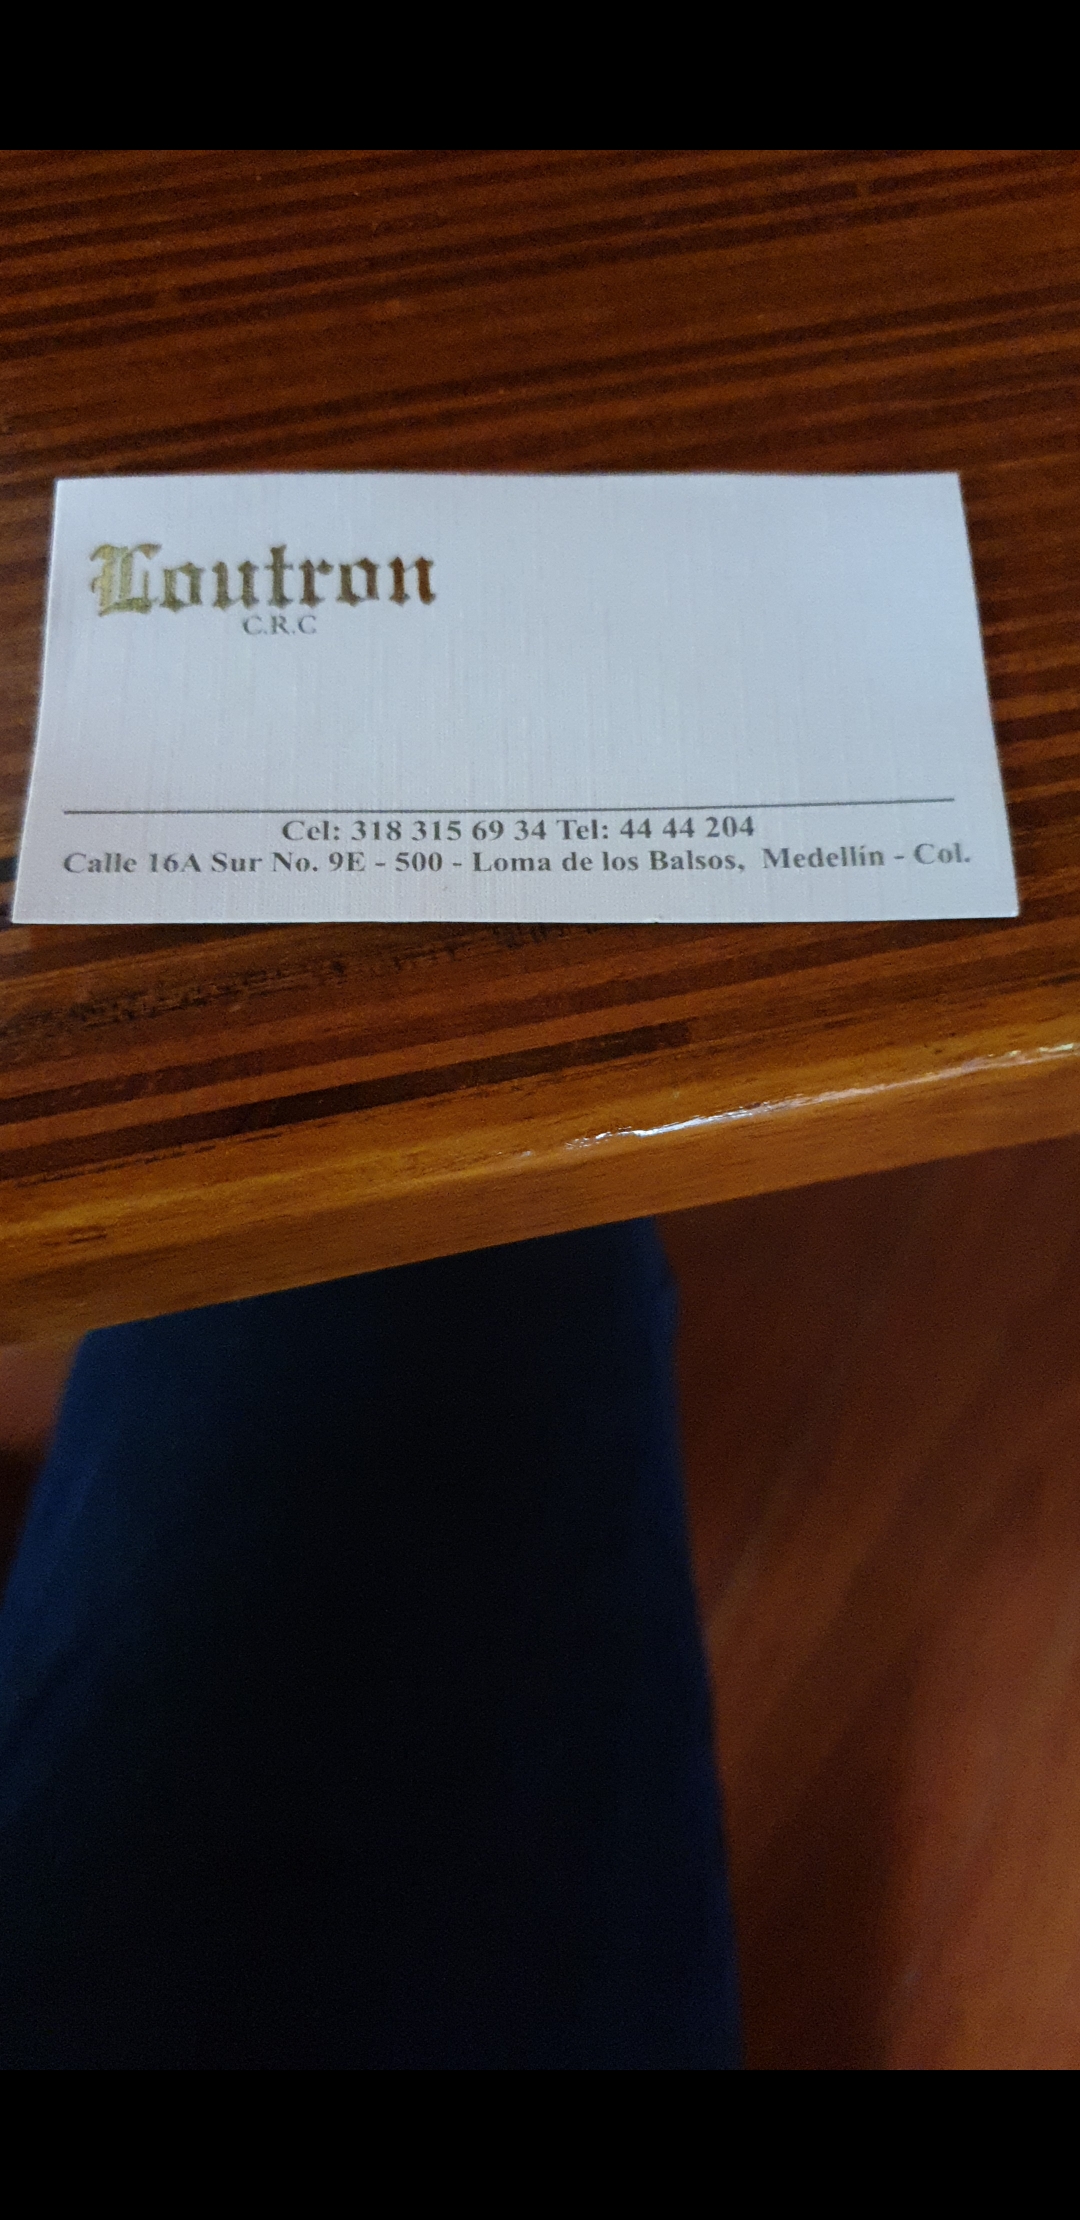 Loutron
C.R.C
Cel: 318 315 69 34 Tel: 44 44 204
Calle 16A Sur No. 9E - 500 - Loma de los Balsos, Medellín - Col.